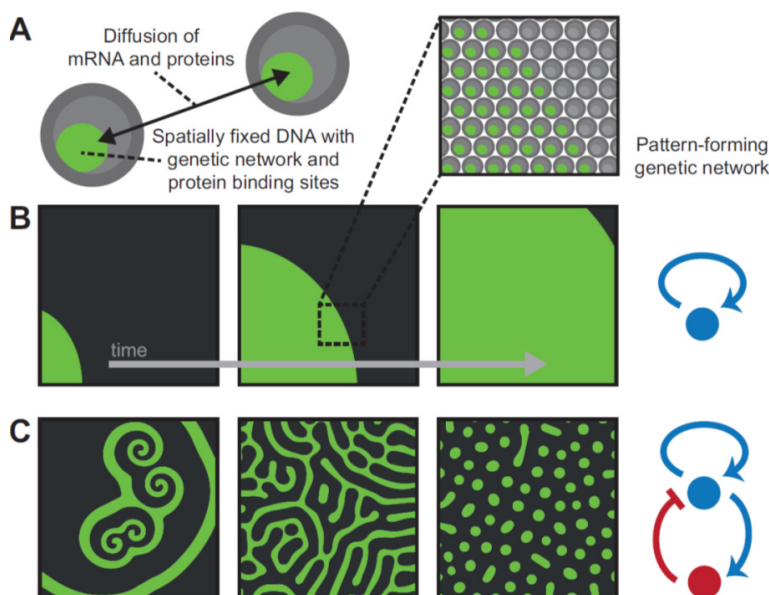 A
Diffusion of
mRNA and proteins
Spatially fixed DNA with
genetic network and
protein binding sites
Pattern-forming
genetic network
B
time
C